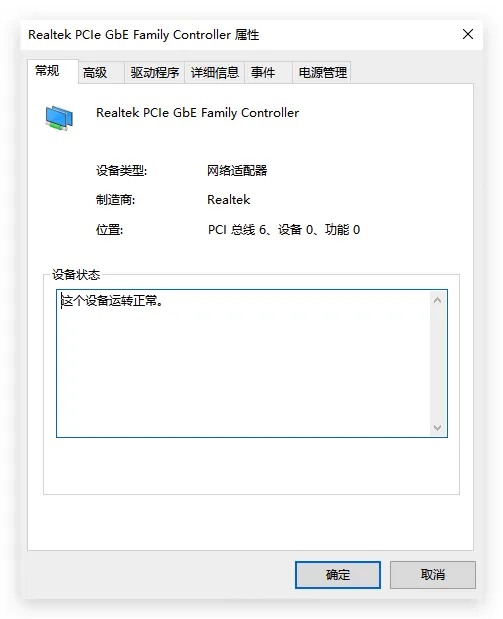 Realtek PCIe GbE Family Controller 属性
常规 高级 驱动程序 详细信息 事件 电源管理
Realtek PCIe GbE Family Controller
设备类型: 网络适配器
制造商: Realtek
位置: PCI 总线 6、设备 0、功能 0
设备状态
这个设备运转正常。
确定 取消